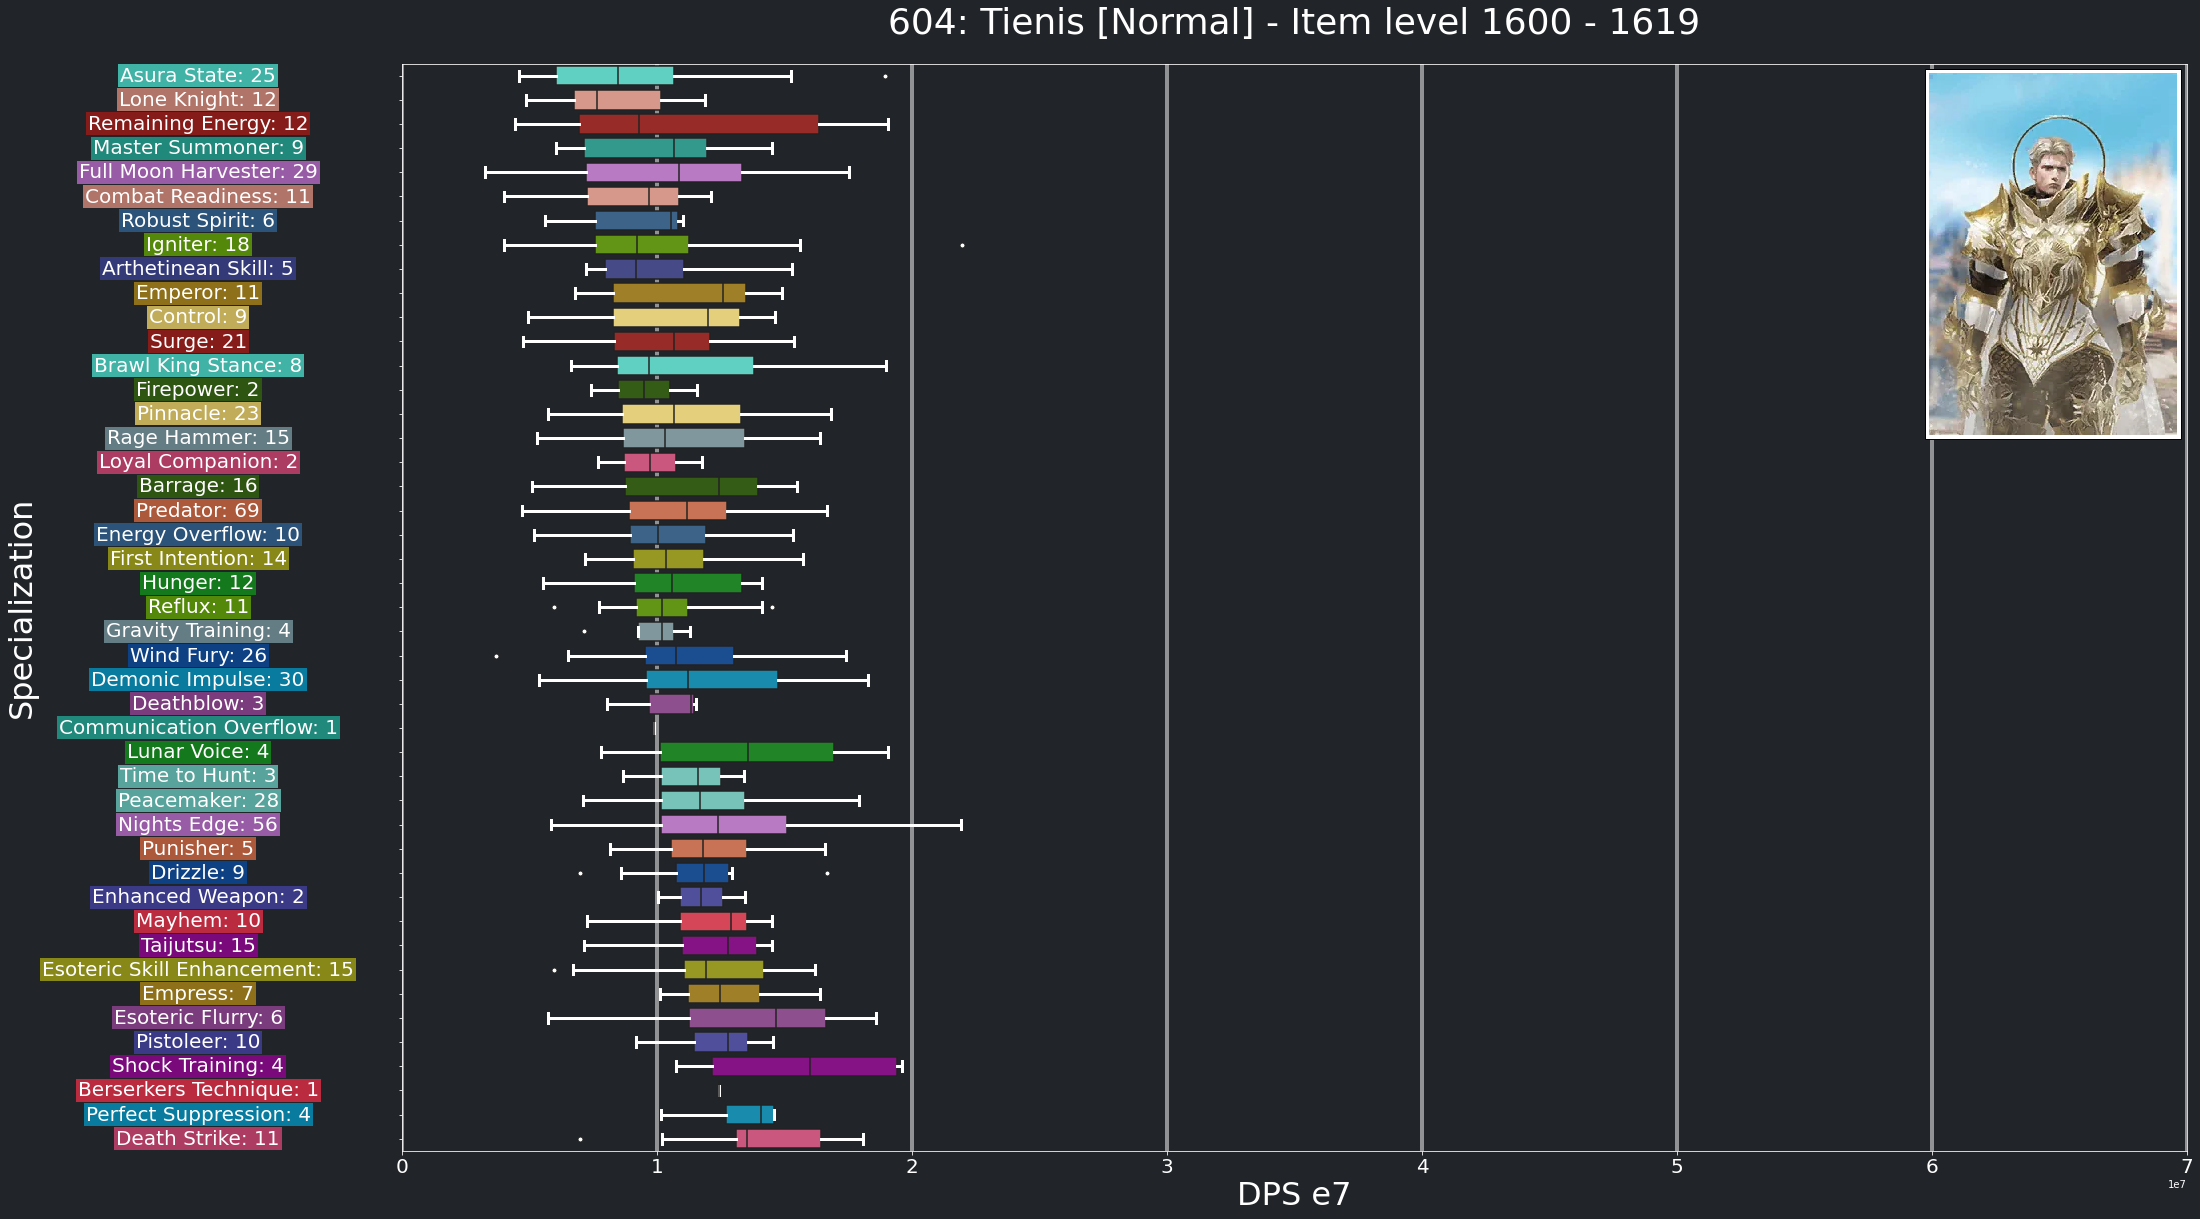 604: Tienis [Normal] - Item level 1600 - 1619
Asura State: 25
Lone Knight: 12
Remaining Energy: 12
Master Summoner: 9
Full Moon Harvester: 29
Combat Readiness: 11
Robust Spirit: 6
Igniter: 18
Arthetinean Skill: 5
Emperor: 11
Control: 9
Surge: 21
Brawl King Stance: 8
Firepower: 2
Pinnacle: 23
Rage Hammer: 15
Loyal Companion: 2
Barrage: 16
Predator: 69
Energy Overflow: 10
First Intention: 14
Hunger: 12
Reflux: 11
Gravity Training: 4
Wind Fury: 26
Demonic Impulse: 30
Deathblow: 3
Communication Overflow: 1
Lunar Voice: 4
Time to Hunt: 3
Peacemaker: 28
Nights Edge: 56
Punisher: 5
Drizzle: 9
Enhanced Weapon: 2
Mayhem: 10
Taijutsu: 15
Esoteric Skill Enhancement: 15
Empress: 7
Esoteric Flurry: 6
Pistoleer: 10
Shock Training: 4
Berserkers Technique: 1
Perfect Suppression: 4
Death Strike: 11
Specialization
0 1 2 3 4 5 6 7
1e7
DPS e7